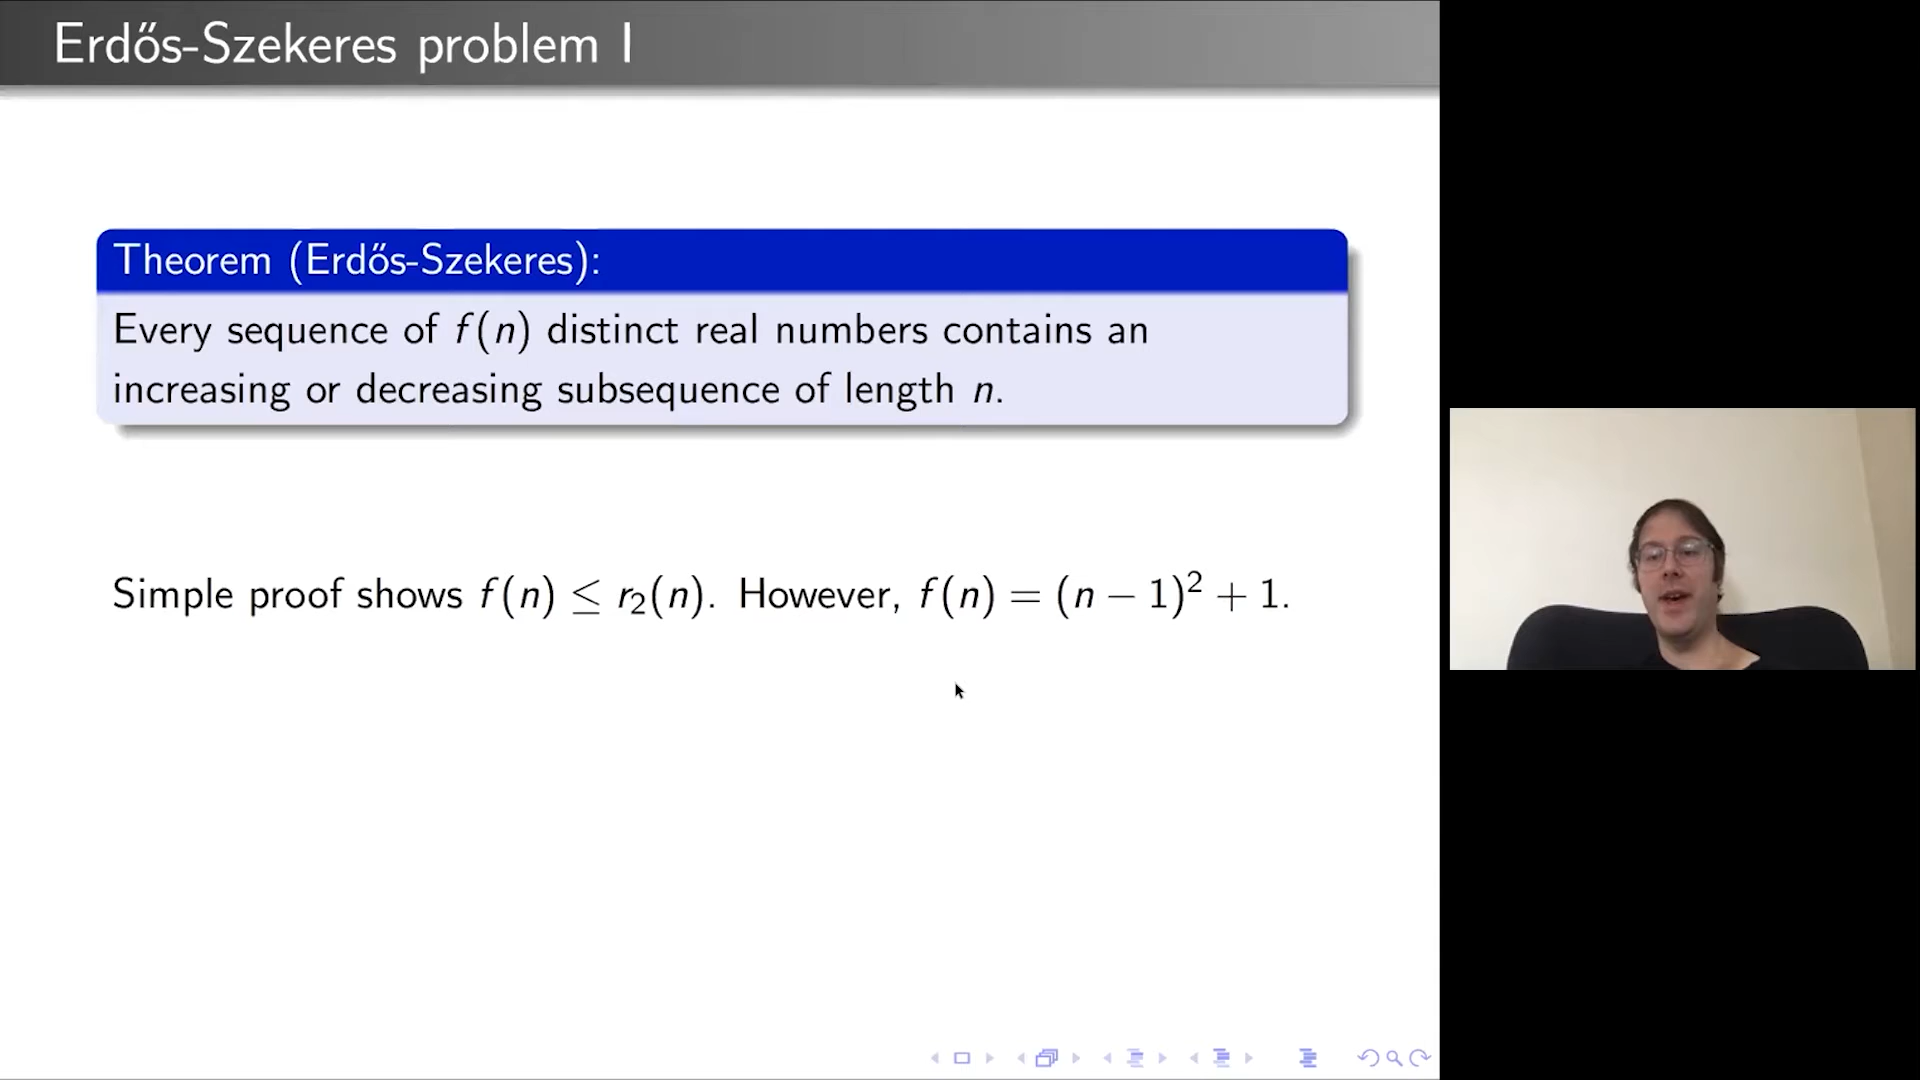 Erdős-Szekeres problem I
Theorem (Erdős-Szekeres):
Every sequence of f(n) distinct real numbers contains an
increasing or decreasing subsequence of length n.
Simple proof shows f(n) ≤ r₂(n). However, f(n) = (n − 1)² + 1.